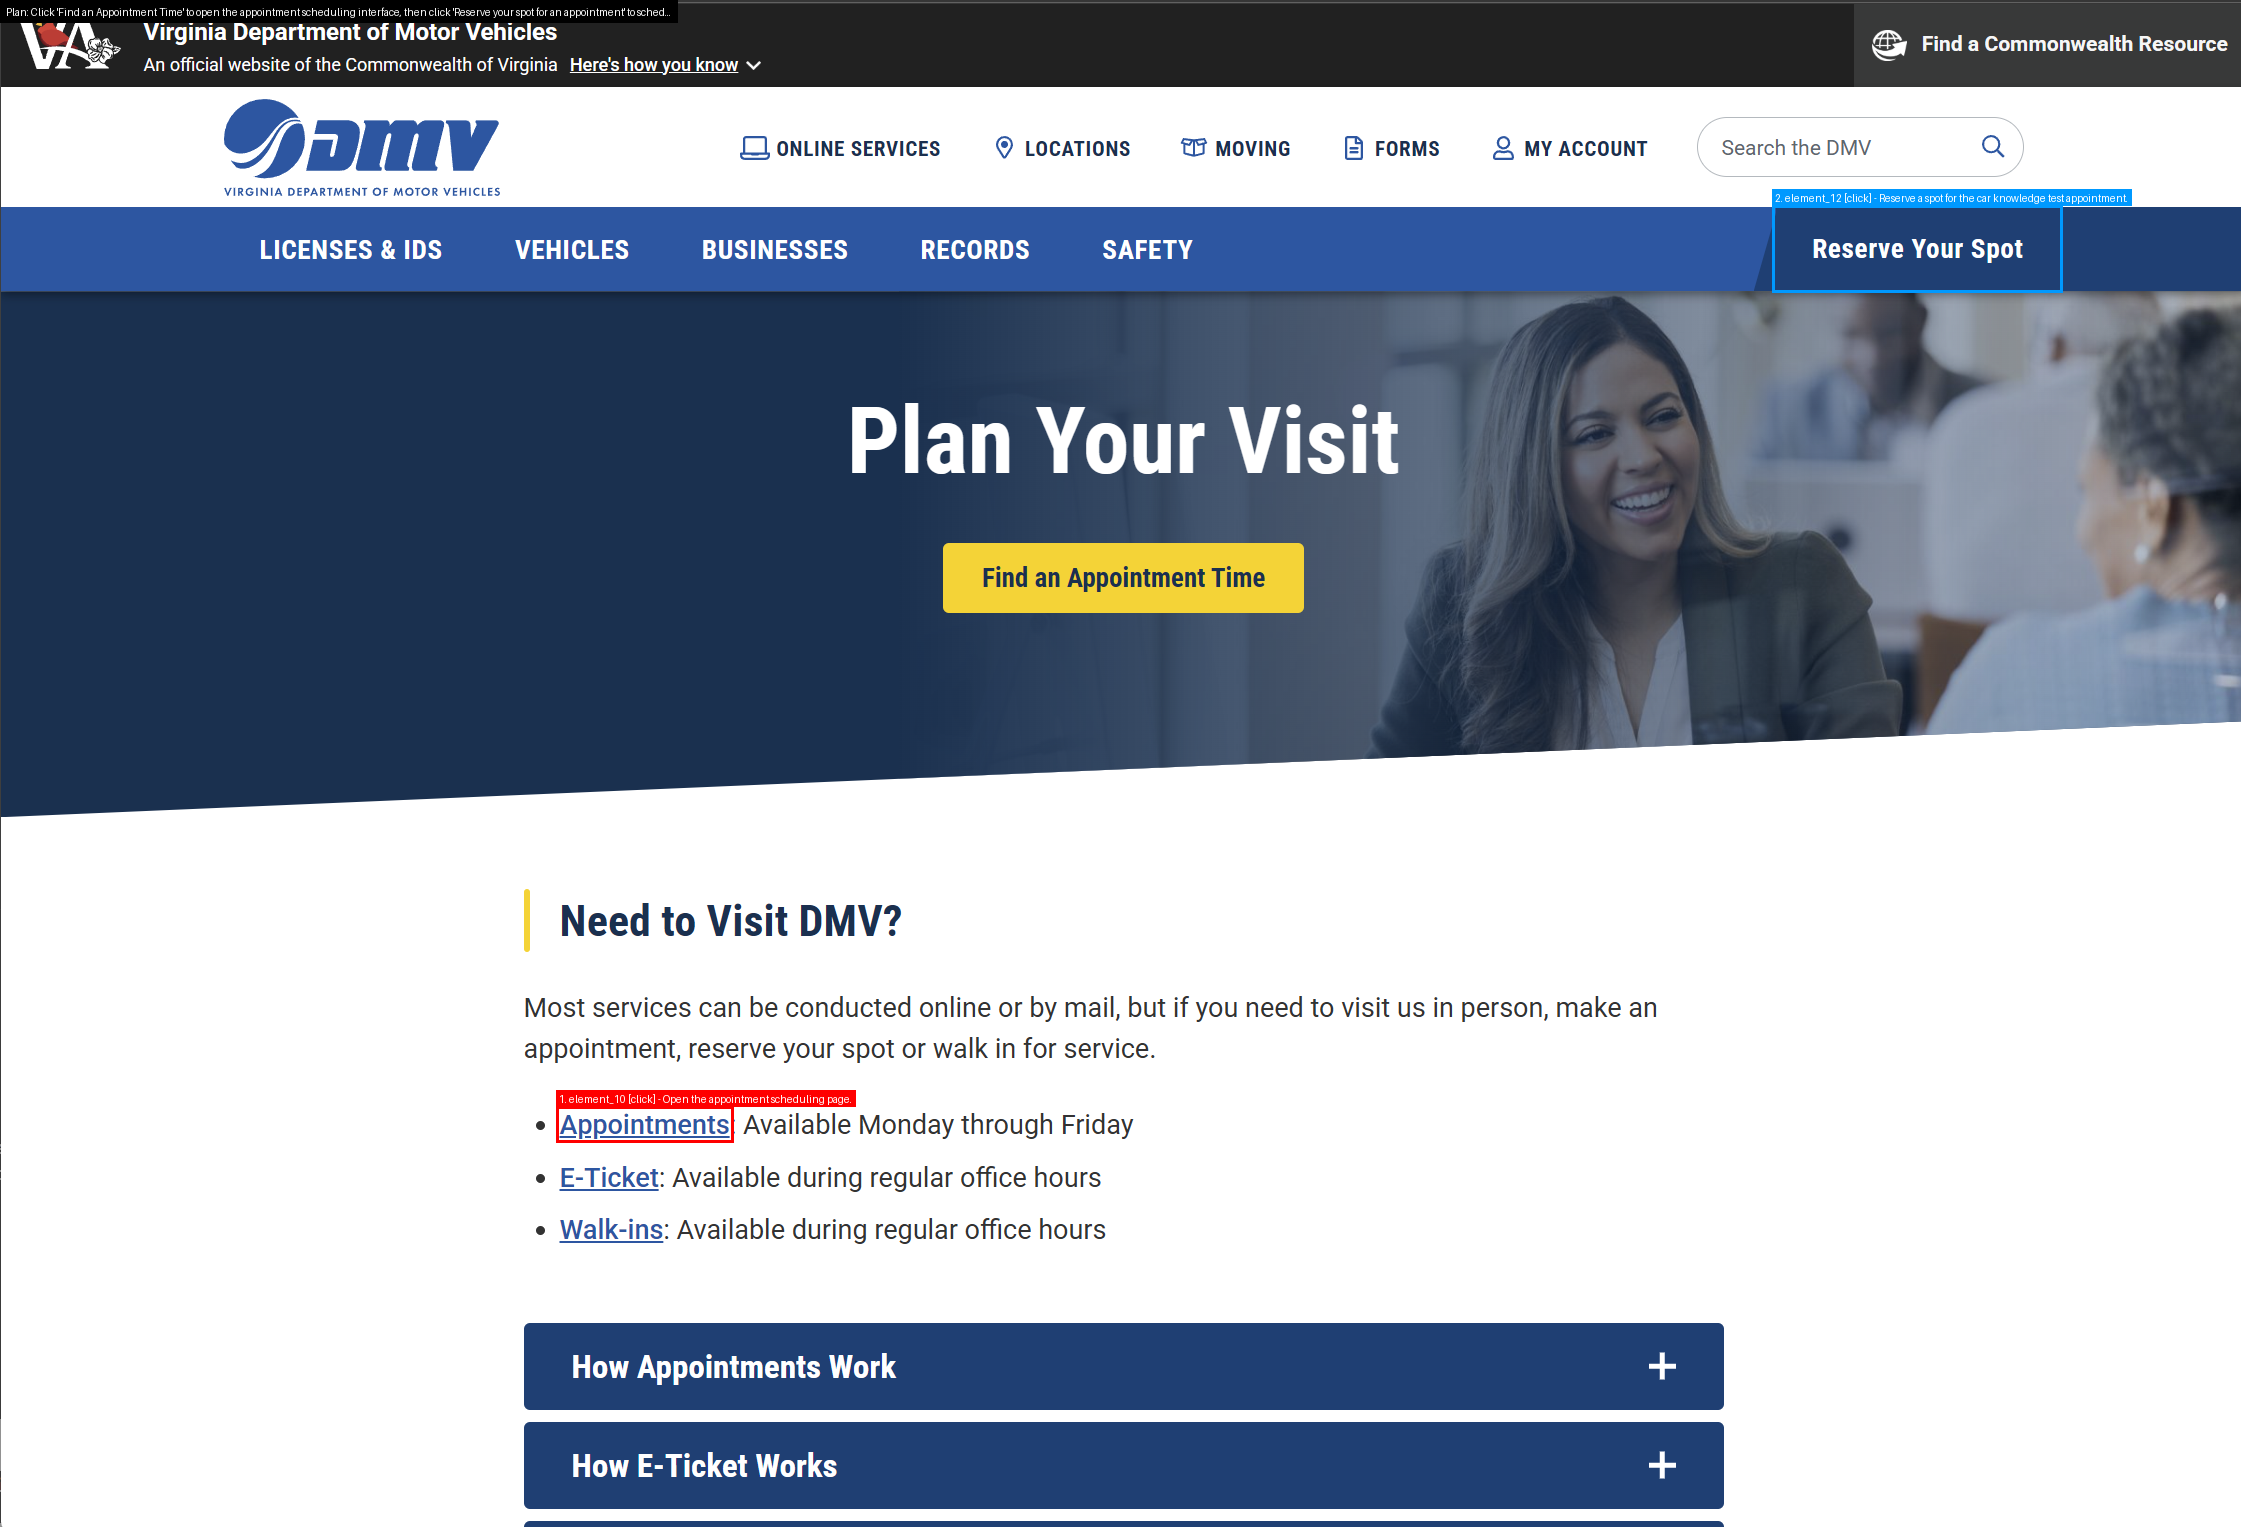 Plan: Click 'Find an Appointment Time' to open the appointment scheduling interface, then click 'Reserve your spot for an appointment' to sched...
VA
Virginia Department of Motor Vehicles
An official website of the Commonwealth of Virginia Here's how you know
Find a Commonwealth Resource
DMV
VIRGINIA DEPARTMENT OF MOTOR VEHICLES
ONLINE SERVICES
LOCATIONS
MOVING
FORMS
MY ACCOUNT
Search the DMV
2. element_12 [click] - Reserve a spot for the car knowledge test appointment.
LICENSES & IDS
VEHICLES
BUSINESSES
RECORDS
SAFETY
Reserve Your Spot
Plan Your Visit
Find an Appointment Time
Need to Visit DMV?
Most services can be conducted online or by mail, but if you need to visit us in person, make an
appointment, reserve your spot or walk in for service.
1. element_10 [click] - Open the appointment scheduling page.
• Appointments: Available Monday through Friday
• E-Ticket: Available during regular office hours
• Walk-ins: Available during regular office hours
How Appointments Work
How E-Ticket Works